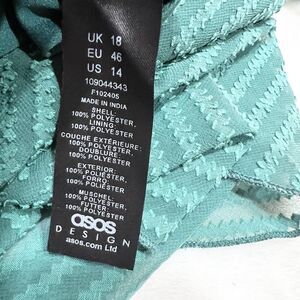 UK 18
EU 46
US 14
109044343
F102405
MADE IN INDIA
SHELL:
100% POLYESTER,
LINING:
100% POLYESTER.
COUCHE EXTÉRIEURE:
100% POLYESTER,
DOUBLURE:
100% POLYESTER.
EXTERIOR:
100% POLIÉSTER,
FORRO:
100% POLIÉSTER.
MUSCHEL:
100% POLYESTER,
FUTTER:
100% POLYESTER.
asos
DESIGN
asos.com Ltd